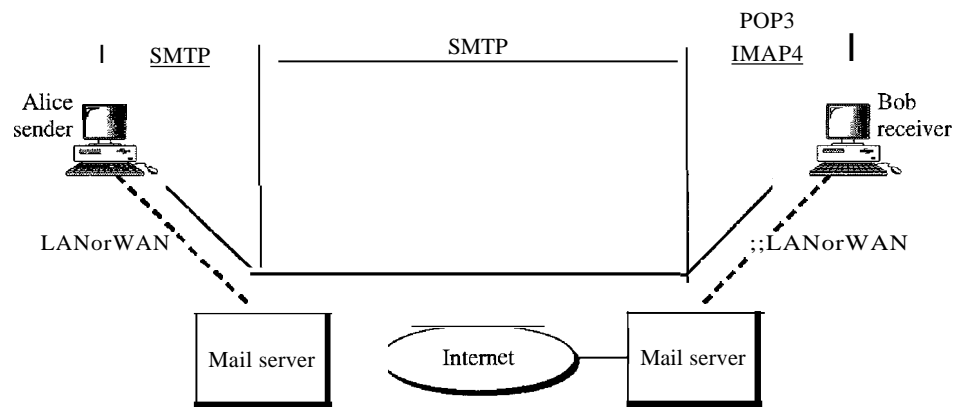 POP3
SMTP
SMTP
IMAP4
Alice
sender
Bob
receiver
LANorWAN
;;LANorWAN
Mail server
Internet
Mail server